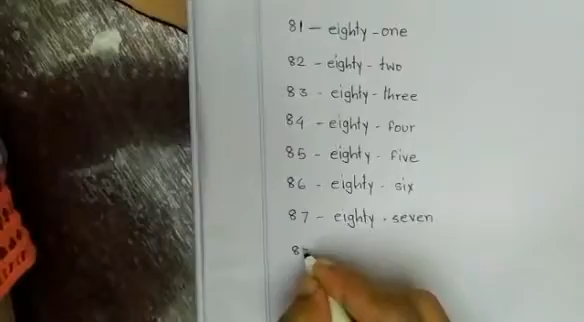 81 - eighty - one
82 - eighty - two
83 - eighty - three
84 - eighty - four
85 - eighty - five
86 - eighty - six
87 - eighty - seven
8